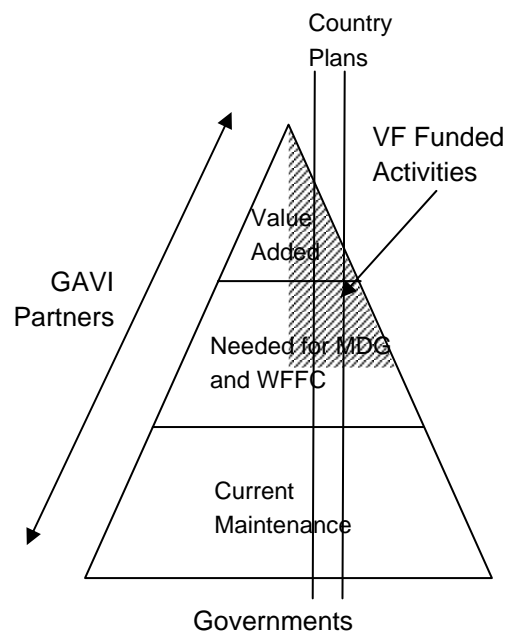 Country
Plans
VF Funded
Activities
Value
Added
GAVI
Partners
Needed for MDG
and WFFC
Current
Maintenance
Governments